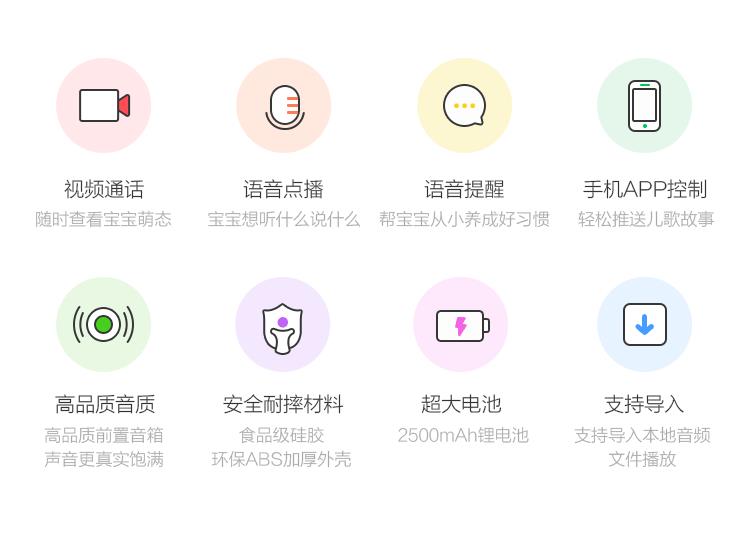 视频通话
语音点播
语音提醒
手机APP控制
随时查看宝宝萌态
宝宝想听什么说什么
帮宝宝从小养成好习惯
轻松推送儿歌故事
高品质音质
安全耐摔材料
超大电池
支持导入
高品质前置音箱
声音更真实饱满
食品级硅胶
环保ABS加厚外壳
2500mAh锂电池
支持导入本地音频
文件播放